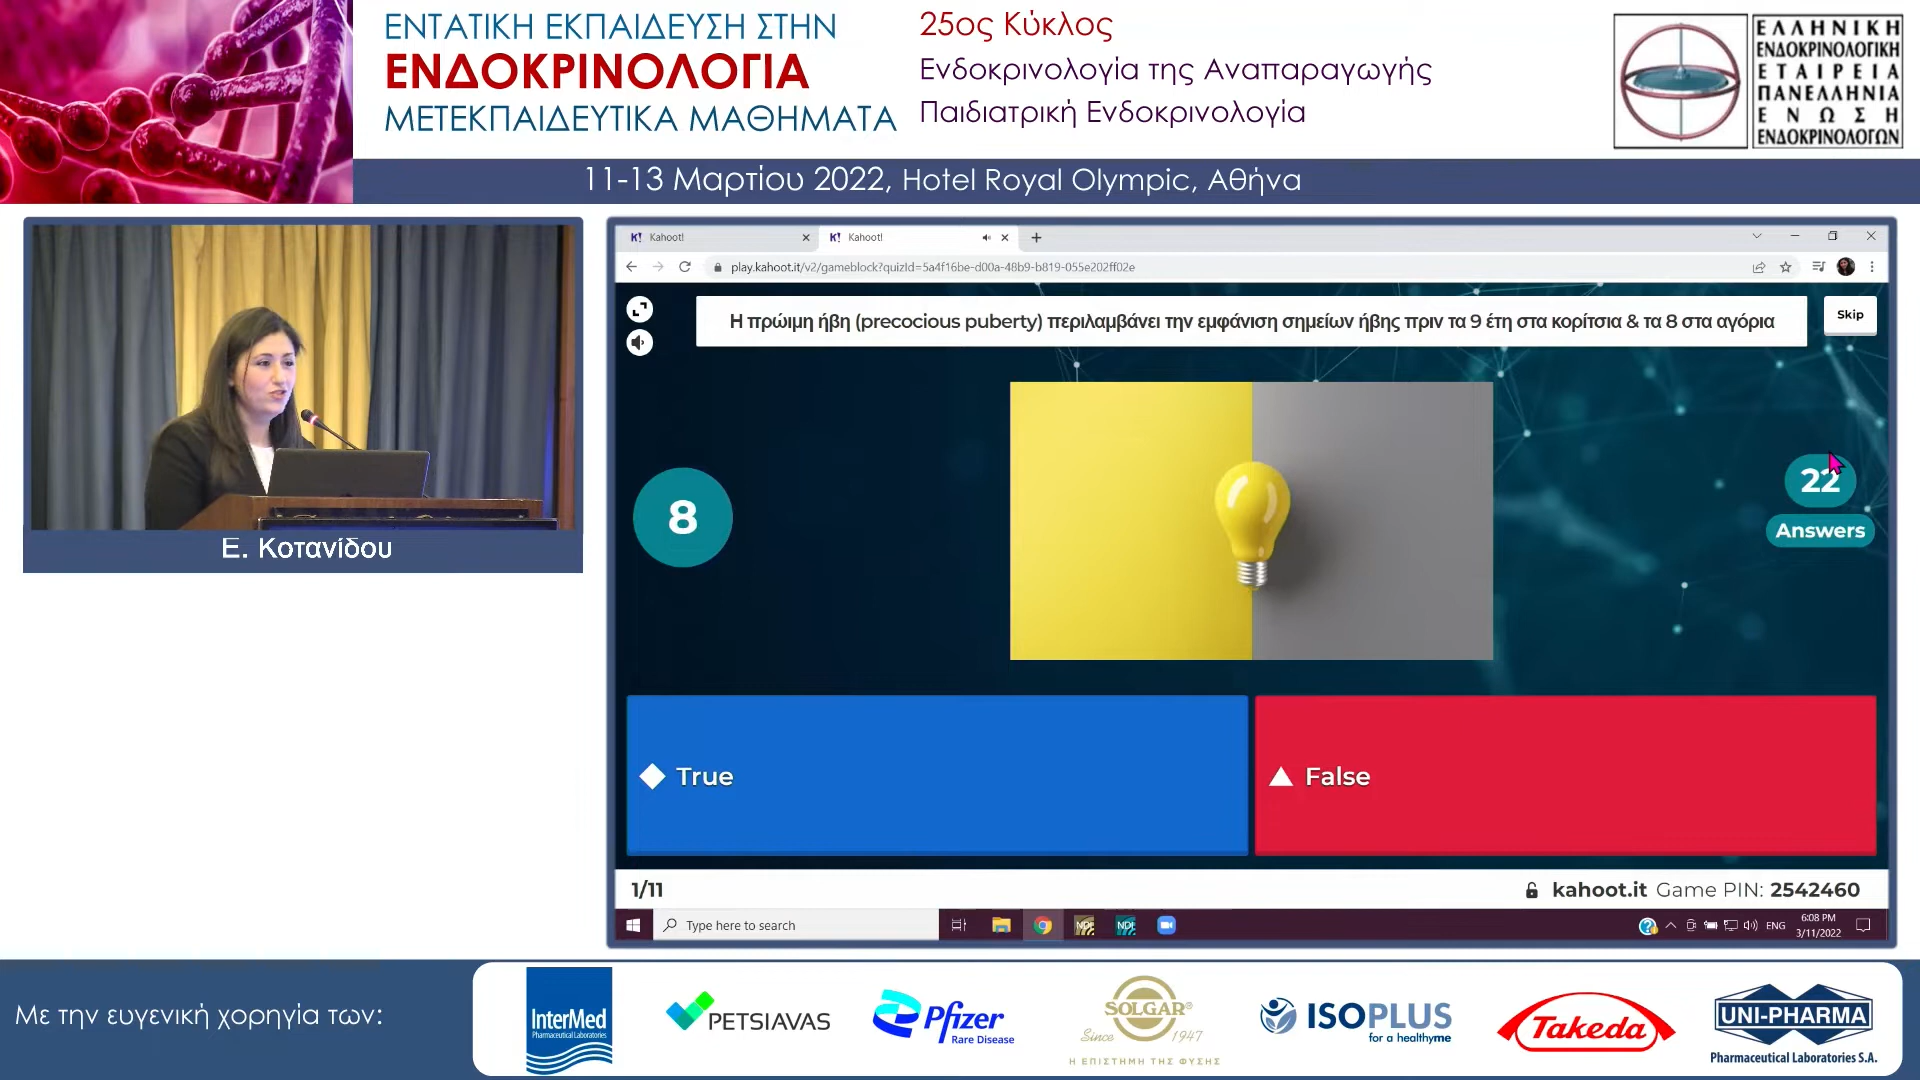 ΕΝΤΑΤΙΚΗ ΕΚΠΑΙΔΕΥΣΗ ΣΤΗΝ
ΕΝΔΟΚΡΙΝΟΛΟΓΙΑ
ΜΕΤΕΚΠΑΙΔΕΥΤΙΚΑ ΜΑΘΗΜΑΤΑ
25ος Κύκλος
Ενδοκρινολογία της Αναπαραγωγής
Παιδιατρική Ενδοκρινολογία
ΕΛΛΗΝΙΚΗ
ΕΝΔΟΚΡΙΝΟΛΟΓΙΚΗ
ΕΤΑΙΡΕΙΑ
ΠΑΝΕΛΛΗΝΙΑ
ΕΝΩΣΗ
ΕΝΔΟΚΡΙΝΟΛΟΓΩΝ
11-13 Μαρτίου 2022, Hotel Royal Olympic, Αθήνα
Ε. Κοτανίδου
K! Kahoot!
K! Kahoot!
play.kahoot.it/v2/gameblock?quizId=5a4f16be-d00a-48b9-b819-055e202ff02e
Η πρώιμη ήβη (precocious puberty) περιλαμβάνει την εμφάνιση σημείων ήβης πριν τα 9 έτη στα κορίτσια & τα 8 στα αγόρια
Skip
8
22
Answers
True
False
1/11
kahoot.it Game PIN: 2542460
Type here to search
NDI
NDI
ENG
6:08 PM
3/11/2022
Με την ευγενική χορηγία των:
InterMed
Pharmaceutical Laboratories
PETSIAVAS
Pfizer
Rare Disease
SOLGAR®
Since 1947
Η ΕΠΙΣΤΗΜΗ ΤΗΣ ΦΥΣΗΣ
ISOPLUS
for a healthyme
Takeda
UNI-PHARMA
Pharmaceutical Laboratories S.A.